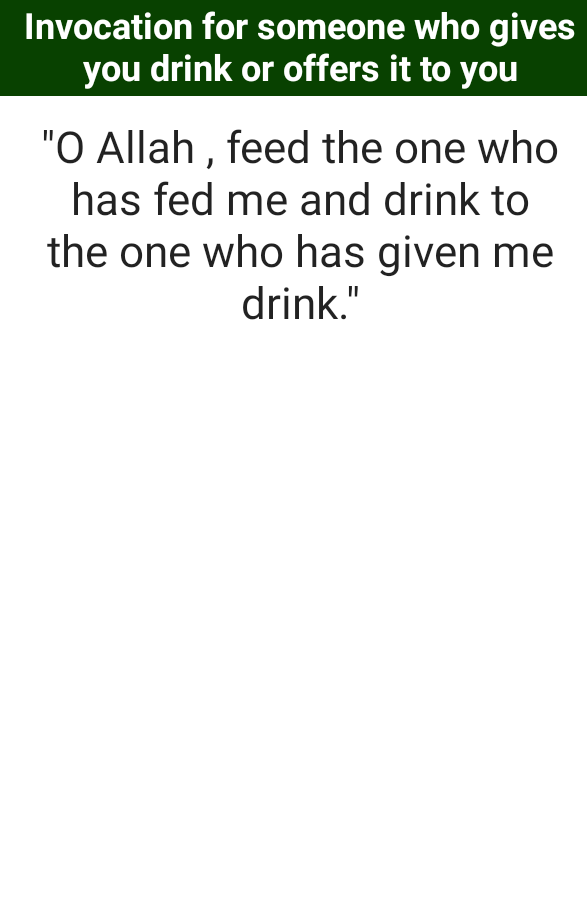 Invocation for someone who gives
you drink or offers it to you
"O Allah , feed the one who
has fed me and drink to
the one who has given me
drink."